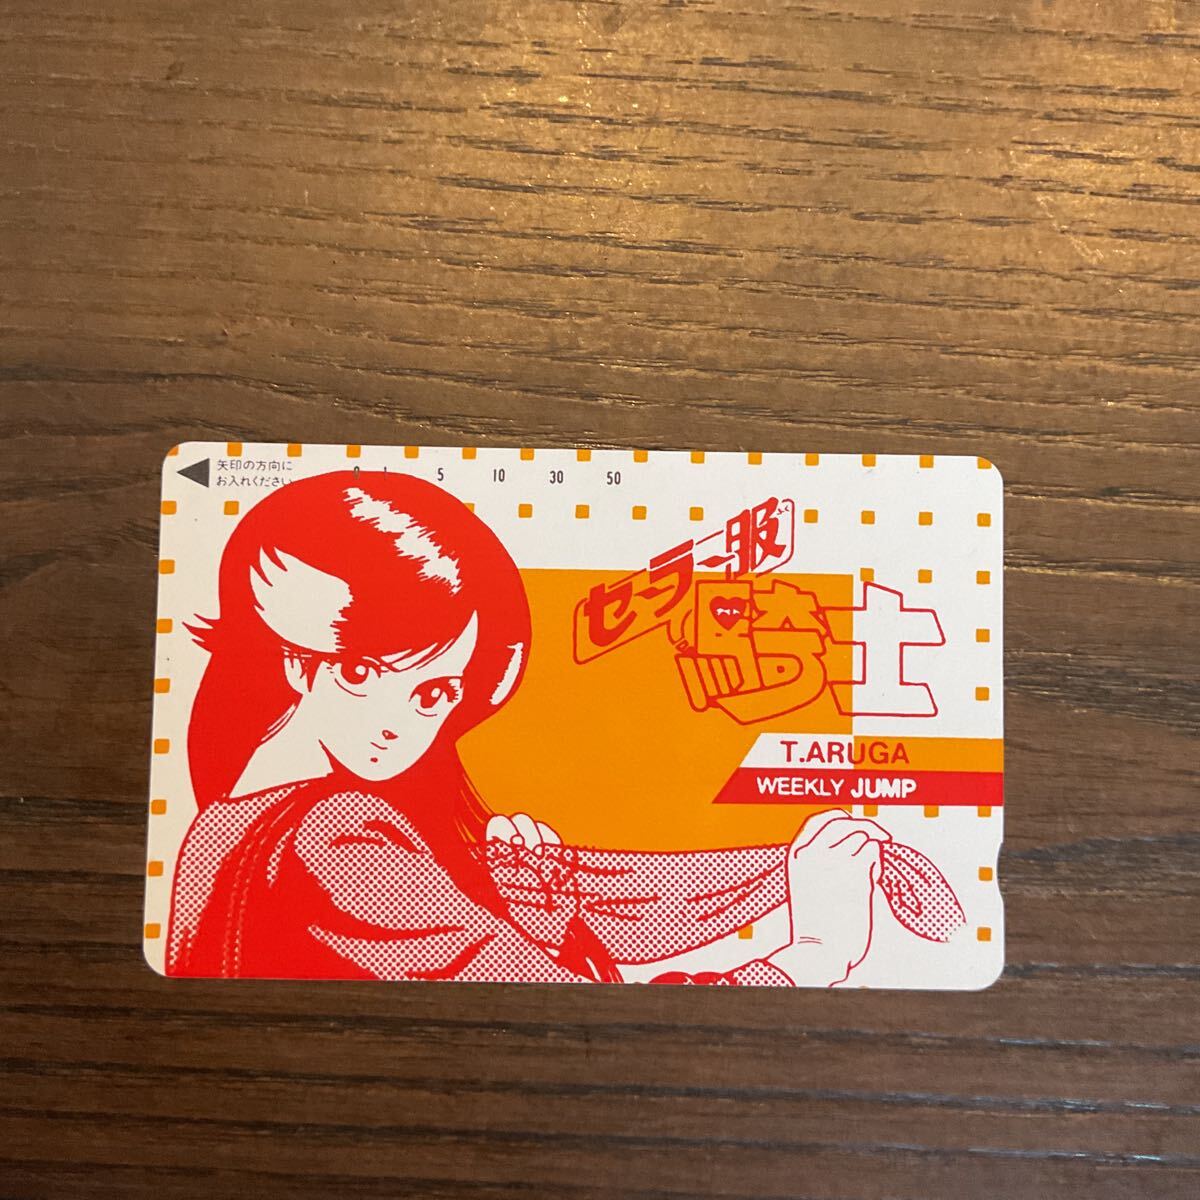 矢印の方向に
お入れください
0 1 5 10 30 50
セーラー服
騎士
T.ARUGA
WEEKLY JUMP